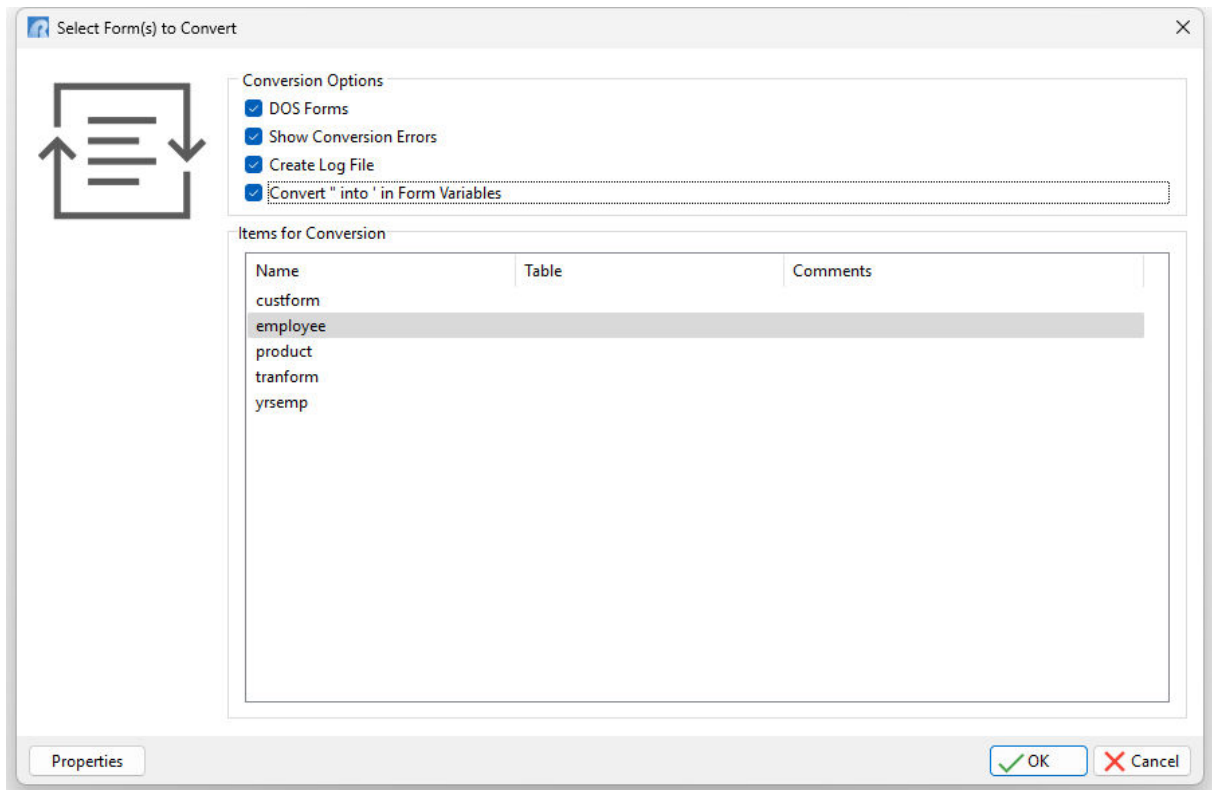 Select Form(s) to Convert
Conversion Options
DOS Forms
Show Conversion Errors
Create Log File
Convert " into ' in Form Variables
Items for Conversion
Name Table Comments
custform
employee
product
tranform
yrsemp
Properties OK Cancel